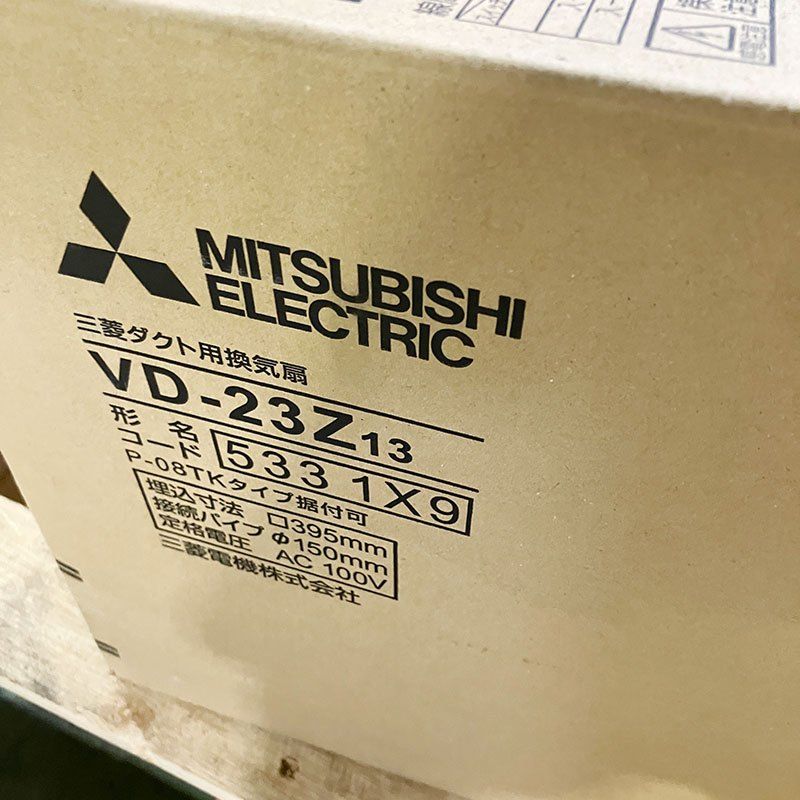 MITSUBISHI
ELECTRIC
三菱ダクト用換気扇
VD-23Z13
形名
コード 533 1X9
P-08TKタイプ据付可
埋込寸法 □395mm
接続パイプ φ150mm
定格電圧 AC 100V
三菱電機株式会社